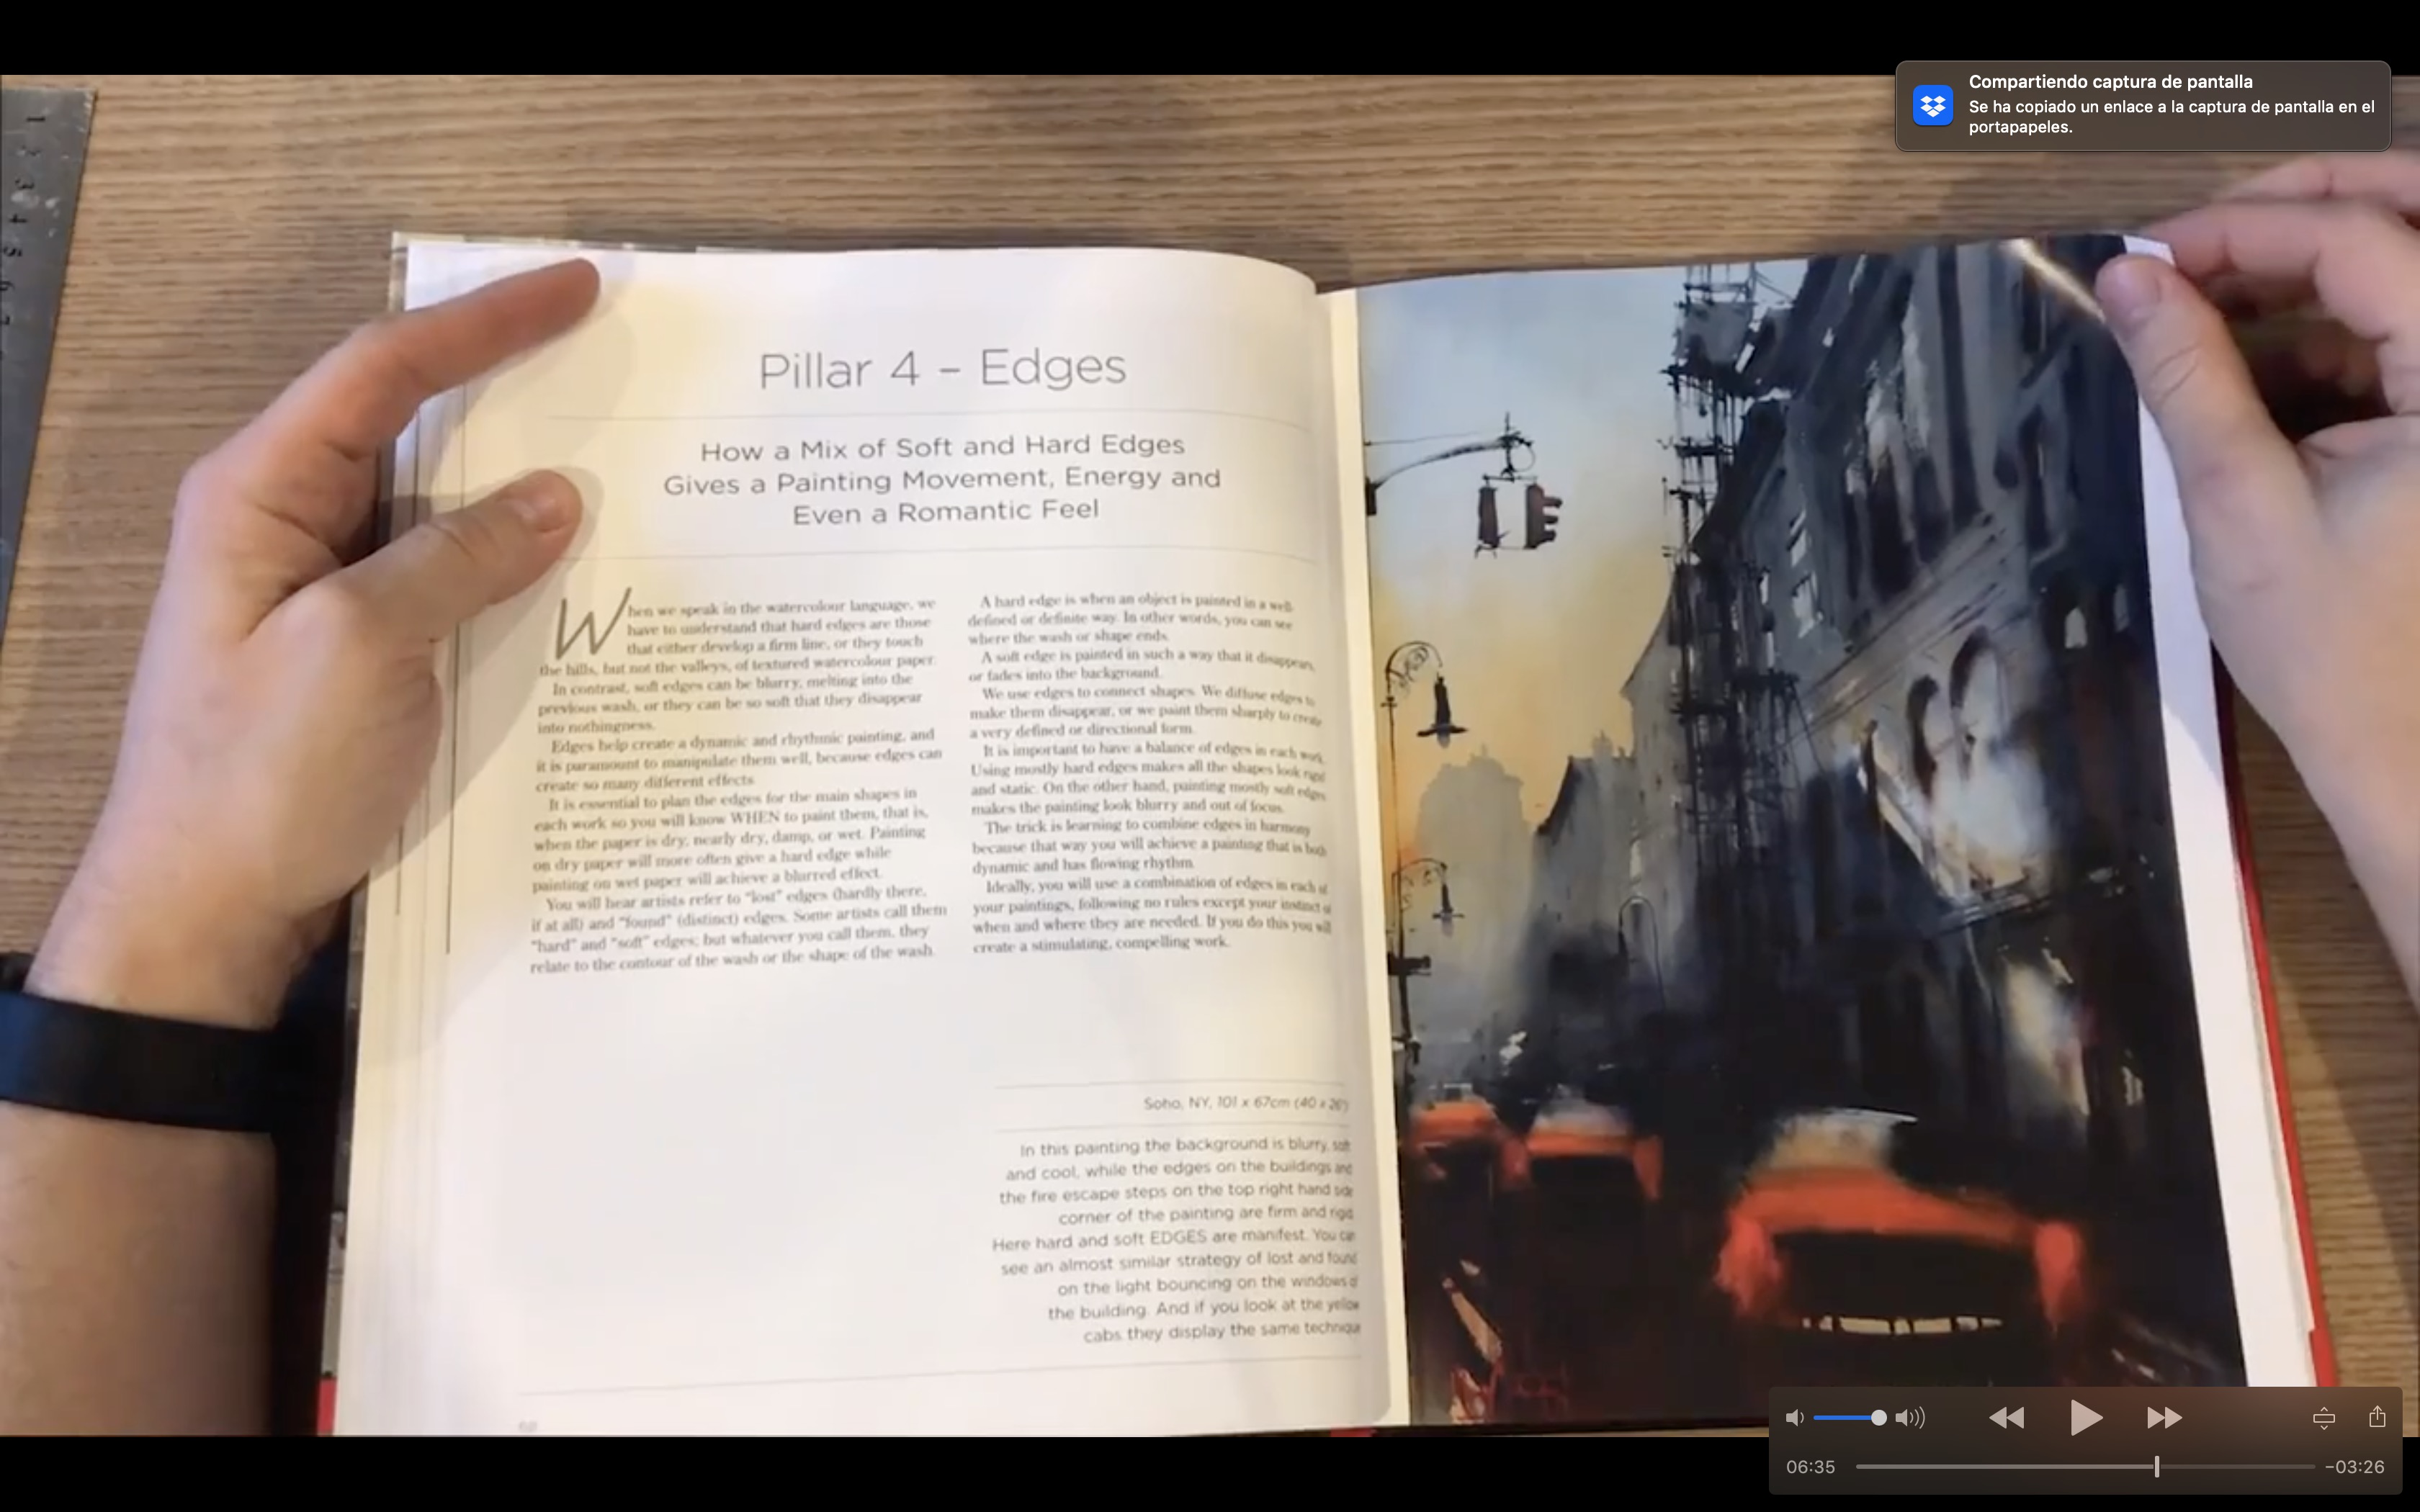 Compartiendo captura de pantalla
Se ha copiado un enlace a la captura de pantalla en el
portapapeles.
1
2
3
4
5
6
7
Pillar 4 – Edges
How a Mix of Soft and Hard Edges
Gives a Painting Movement, Energy and
Even a Romantic Feel
When we speak in the watercolour language, we
have to understand that hard edges are those
that either develop a firm line, or they touch
the hills, but not the valleys, of textured watercolour paper.
In contrast, soft edges can be blurry, melting into the
previous wash, or they can be so soft that they disappear
into nothingness.
Edges help create a dynamic and rhythmic painting, and
it is paramount to manipulate them well, because edges can
create so many different effects
It is essential to plan the edges for the main shapes in
each work so you will know WHEN to paint them, that is,
when the paper is dry, nearly dry, damp, or wet. Painting
on dry paper will more often give a hard edge while
painting on wet paper will achieve a blurred effect.
You will hear artists refer to "lost" edges (hardly there,
if at all) and "found" (distinct) edges. Some artists call them
"hard" and "soft" edges; but whatever you call them, they
relate to the contour of the wash or the shape of the wash.
A hard edge is when an object is painted in a well-
defined or definite way. In other words, you can see
where the wash or shape ends.
A soft edge is painted in such a way that it disappears,
or fades into the background.
We use edges to connect shapes. We diffuse edges to
make them disappear, or we paint them sharply to create
a very defined or directional form.
It is important to have a balance of edges in each work.
Using mostly hard edges makes all the shapes look rigid
and static. On the other hand, painting mostly soft edges
makes the painting look blurry and out of focus.
The trick is learning to combine edges in harmony
because that way you will achieve a painting that is both
dynamic and has flowing rhythm.
Ideally, you will use a combination of edges in each of
your paintings, following no rules except your instinct of
when and where they are needed. If you do this you will
create a stimulating, compelling work.
Soho, NY, 101 x 67cm (40 x 26")
In this painting the background is blurry, soft
and cool, while the edges on the buildings and
the fire escape steps on the top right hand side
corner of the painting are firm and rigid.
Here hard and soft EDGES are manifest. You can
see an almost similar strategy of lost and found
on the light bouncing on the windows of
the building. And if you look at the yellow
cabs they display the same technique
06:35
−03:26